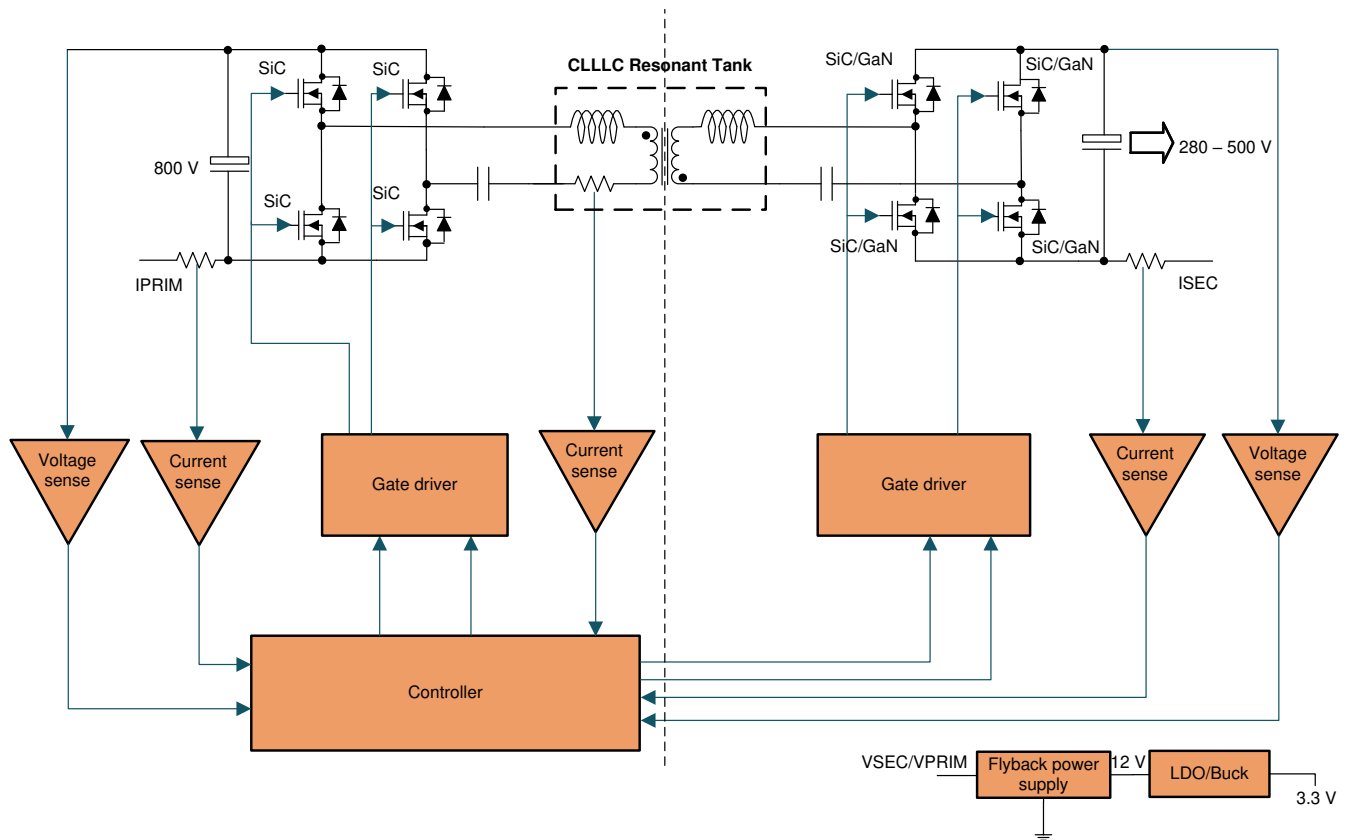 SiC
SiC
CLLLC Resonant Tank
SiC/GaN
SiC/GaN
800 V
280 – 500 V
SiC
SiC
SiC/GaN
SiC/GaN
IPRIM
ISEC
Voltage
sense
Current
sense
Gate driver
Current
sense
Gate driver
Current
sense
Voltage
sense
Controller
VSEC/VPRIM
Flyback power
supply
12 V
LDO/Buck
3.3 V